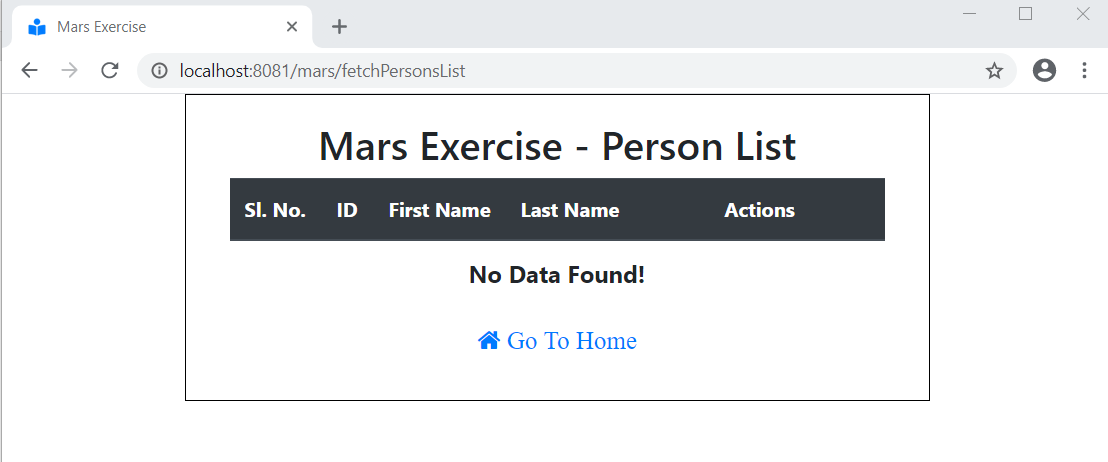 Mars Exercise
localhost:8081/mars/fetchPersonsList
Mars Exercise - Person List
Sl. No. ID First Name Last Name Actions
No Data Found!
Go To Home